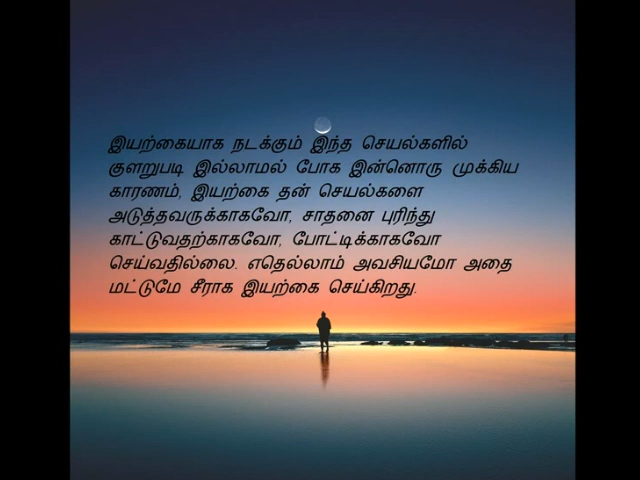 இயற்கையாக நடக்கும் இந்த செயல்களில்
குளறுபடி இல்லாமல் போக இன்னொரு முக்கிய
காரணம், இயற்கை தன் செயல்களை
அடுத்தவருக்காகவோ, சாதனை புரிந்து
காட்டுவதற்காகவோ, போட்டிக்காகவோ
செய்வதில்லை. எதெல்லாம் அவசியமோ அதை
மட்டுமே சீராக இயற்கை செய்கிறது.